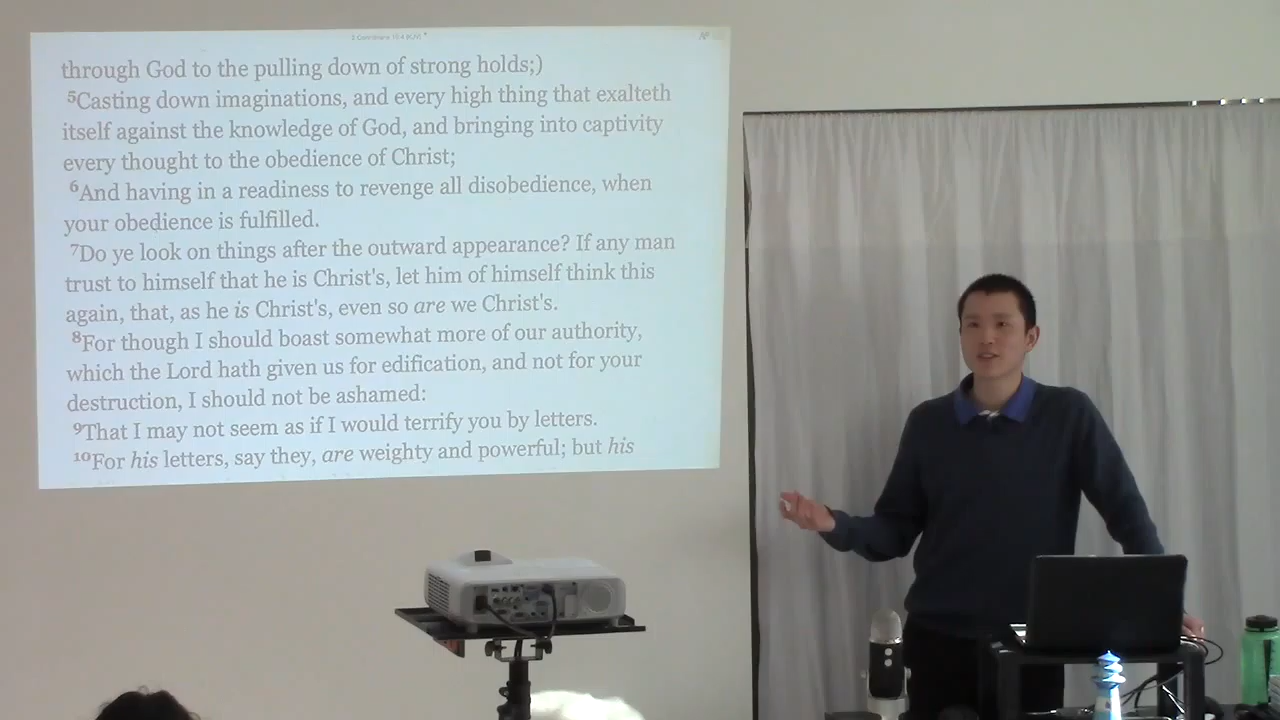 2 Corinthians 10:4 (KJV)
through God to the pulling down of strong holds;)
5Casting down imaginations, and every high thing that exalteth
itself against the knowledge of God, and bringing into captivity
every thought to the obedience of Christ;
6And having in a readiness to revenge all disobedience, when
your obedience is fulfilled.
7Do ye look on things after the outward appearance? If any man
trust to himself that he is Christ's, let him of himself think this
again, that, as he is Christ's, even so are we Christ's.
8For though I should boast somewhat more of our authority,
which the Lord hath given us for edification, and not for your
destruction, I should not be ashamed:
9That I may not seem as if I would terrify you by letters.
10For his letters, say they, are weighty and powerful; but his